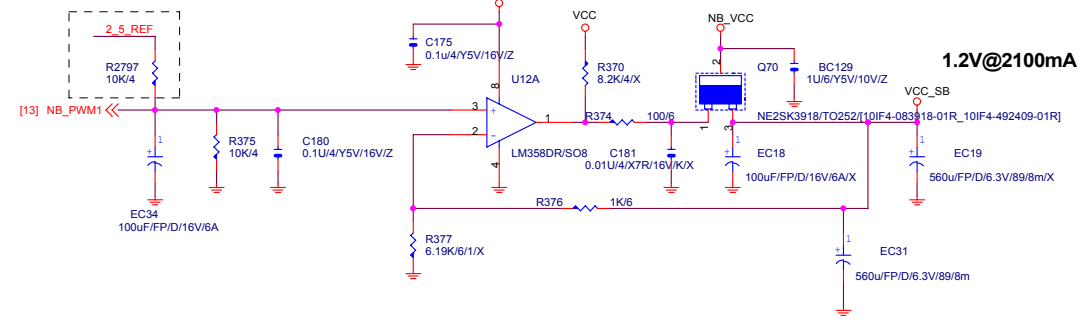 2_5_REF
R2797
10K/4
[13] NB_PWM1
1
EC34
100uF/FP/D/16V/6A
R375
10K/4
C180
0.1U/4/Y5V/16V/Z
C175
0.1u/4/Y5V/16V/Z
8
U12A
3
+
2
-
1
4
LM358DR/SO8
VCC
R370
8.2K/4/X
R374
100/6
C181
0.01U/4/X7R/16V/K/X
NB_VCC
2
Q70
1
3
BC129
1U/6/Y5V/10V/Z
1.2V@2100mA
VCC_SB
NE2SK3918/TO252/[10IF4-083918-01R_10IF4-492409-01R]
1
+
EC18
100uF/FP/D/16V/6A/X
1
+
EC19
560u/FP/D/6.3V/89/8m/X
R376
1K/6
R377
6.19K/6/1/X
1
+
EC31
560u/FP/D/6.3V/89/8m